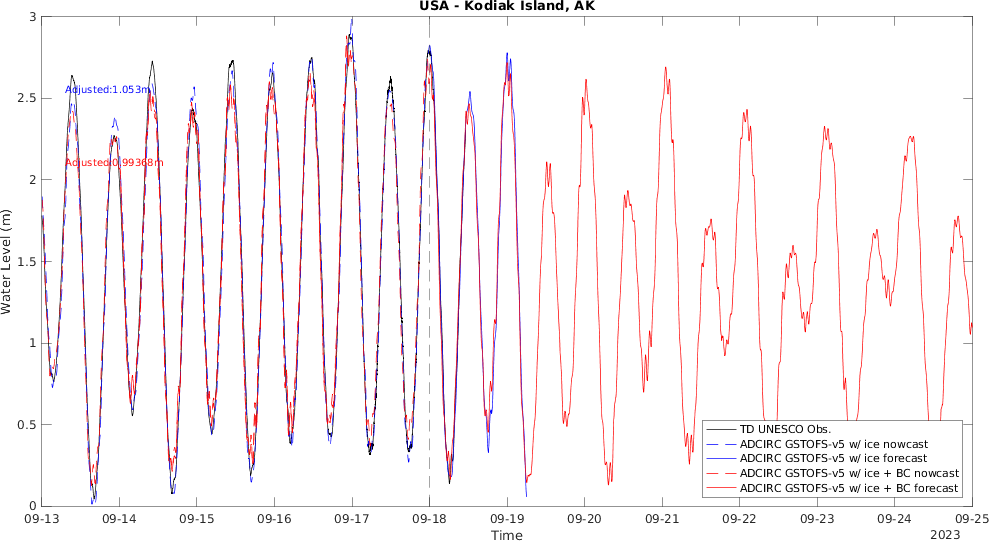 USA - Kodiak Island, AK
Water Level (m)
3
2.5
2
1.5
1
0.5
0
Adjusted:1.053m
Adjusted:0.99368m
TD UNESCO Obs.
ADCIRC GSTOFS-v5 w/ ice nowcast
ADCIRC GSTOFS-v5 w/ ice forecast
ADCIRC GSTOFS-v5 w/ ice + BC nowcast
ADCIRC GSTOFS-v5 w/ ice + BC forecast
09-13 09-14 09-15 09-16 09-17 09-18 09-19 09-20 09-21 09-22 09-23 09-24 09-25
Time
2023